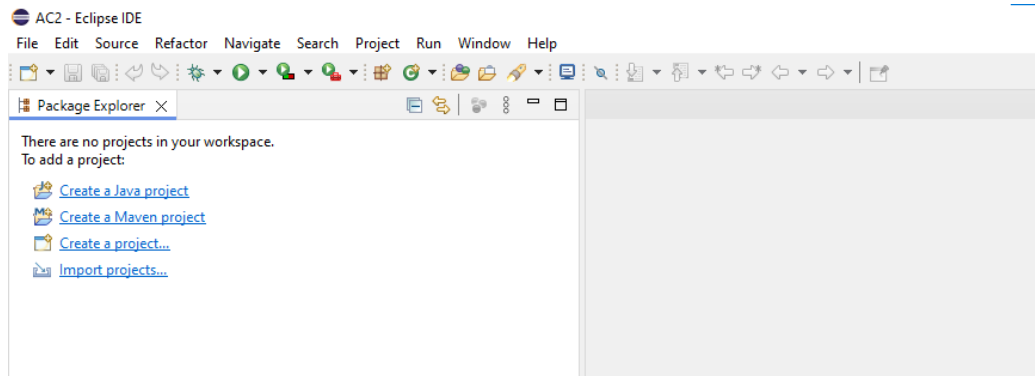 AC2 - Eclipse IDE
File Edit Source Refactor Navigate Search Project Run Window Help
Package Explorer
There are no projects in your workspace.
To add a project:
Create a Java project
Create a Maven project
Create a project...
Import projects...